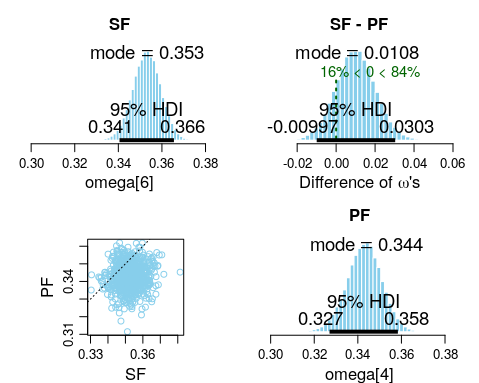 SF
mode = 0.353
95% HDI
0.341 0.366
0.30 0.32 0.34 0.36 0.38
omega[6]
SF - PF
mode = 0.0108
16% < 0 < 84%
95% HDI
-0.00997 0.0303
-0.02 0.00 0.02 0.04 0.06
Difference of ω's
PF
0.34
0.31
0.33 0.36
SF
PF
mode = 0.344
95% HDI
0.327 0.358
0.30 0.32 0.34 0.36 0.38
omega[4]